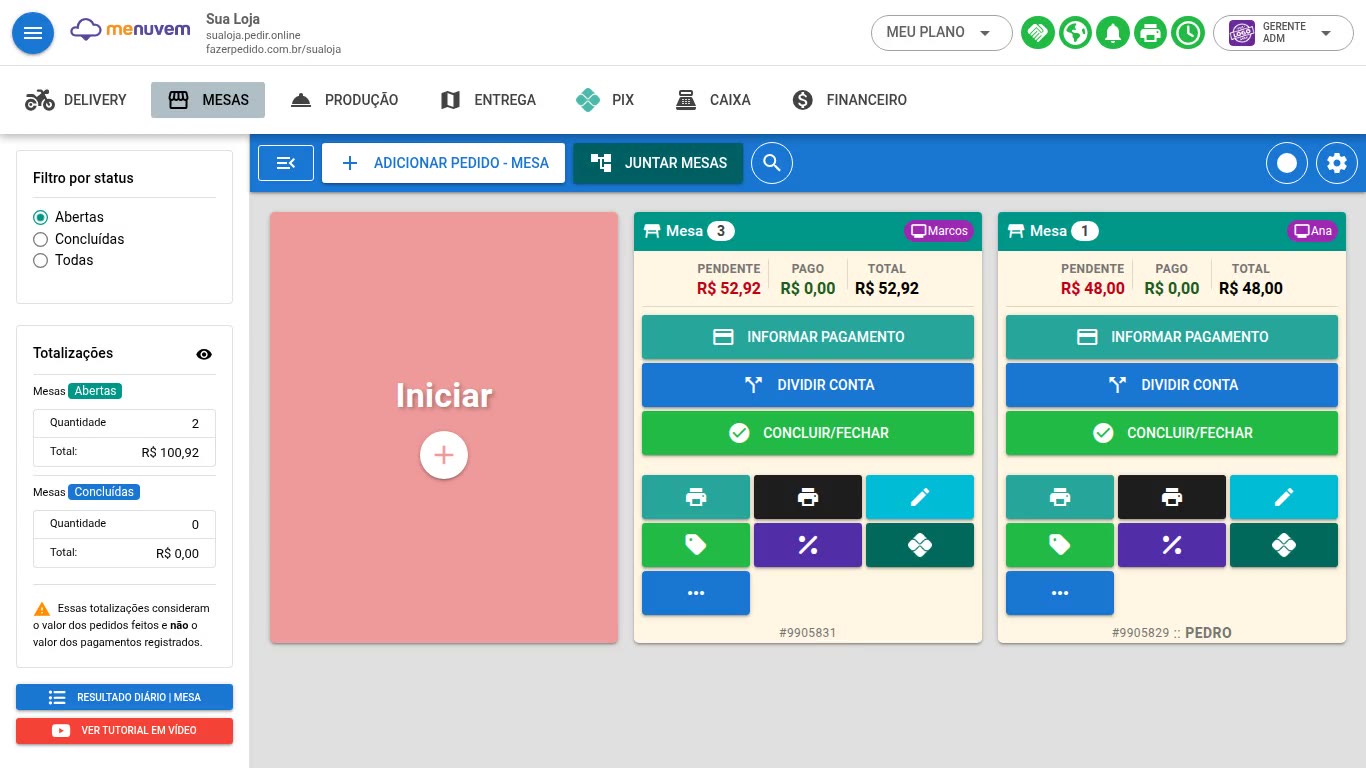 menuvem
Sua Loja
sualoja.pedir.online
fazerpedido.com.br/sualoja
MEU PLANO
GERENTE
ADM
DELIVERY
MESAS
PRODUÇÃO
ENTREGA
PIX
CAIXA
FINANCEIRO
Filtro por status
Abertas
Concluídas
Todas
Totalizações
Mesas Abertas
Quantidade 2
Total: R$ 100,92
Mesas Concluídas
Quantidade 0
Total: R$ 0,00
Essas totalizações consideram
o valor dos pedidos feitos e não o
valor dos pagamentos registrados.
RESULTADO DIÁRIO | MESA
VER TUTORIAL EM VÍDEO
ADICIONAR PEDIDO - MESA
JUNTAR MESAS
Iniciar
Mesa 3 Marcos
PENDENTE PAGO TOTAL
R$ 52,92 R$ 0,00 R$ 52,92
INFORMAR PAGAMENTO
DIVIDIR CONTA
CONCLUIR/FECHAR
#9905831
Mesa 1 Ana
PENDENTE PAGO TOTAL
R$ 48,00 R$ 0,00 R$ 48,00
INFORMAR PAGAMENTO
DIVIDIR CONTA
CONCLUIR/FECHAR
#9905829 :: PEDRO